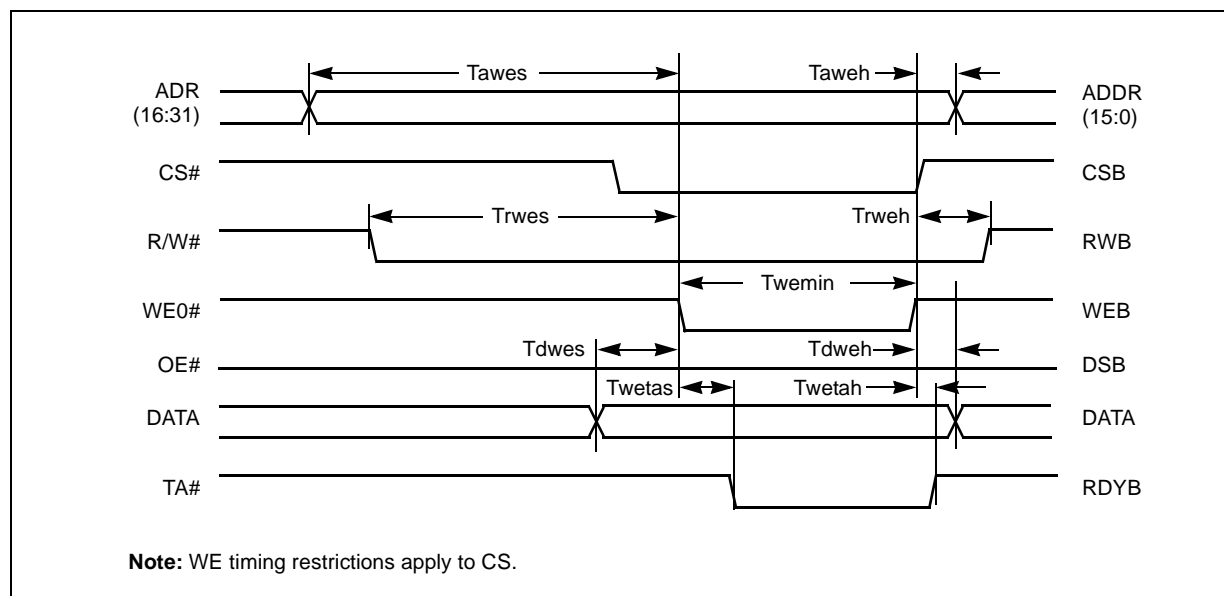 Tawes
Taweh
ADR
(16:31)
ADDR
(15:0)
CS#
CSB
Trwes
Trweh
R/W#
RWB
Twemin
WE0#
WEB
Tdwes
Tdweh
OE#
DSB
Twetas
Twetah
DATA
DATA
TA#
RDYB
Note: WE timing restrictions apply to CS.